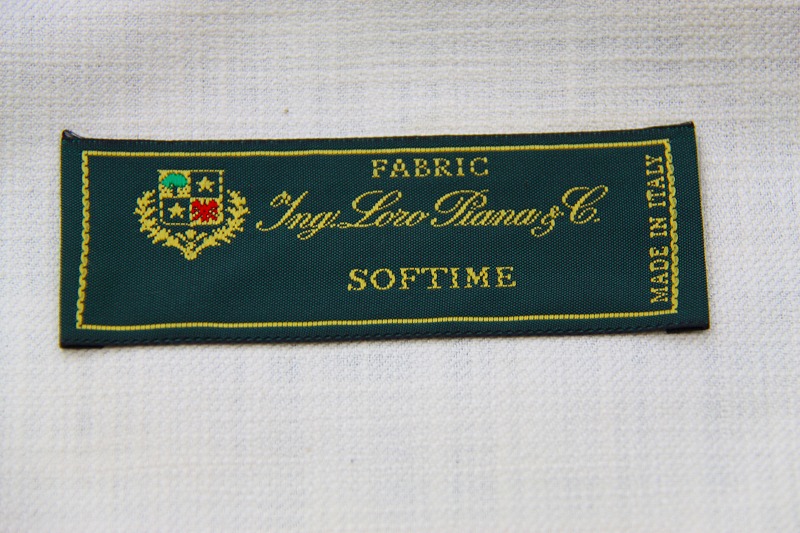 FABRIC
Ing. Loro Piana & C.
SOFTIME
MADE IN ITALY